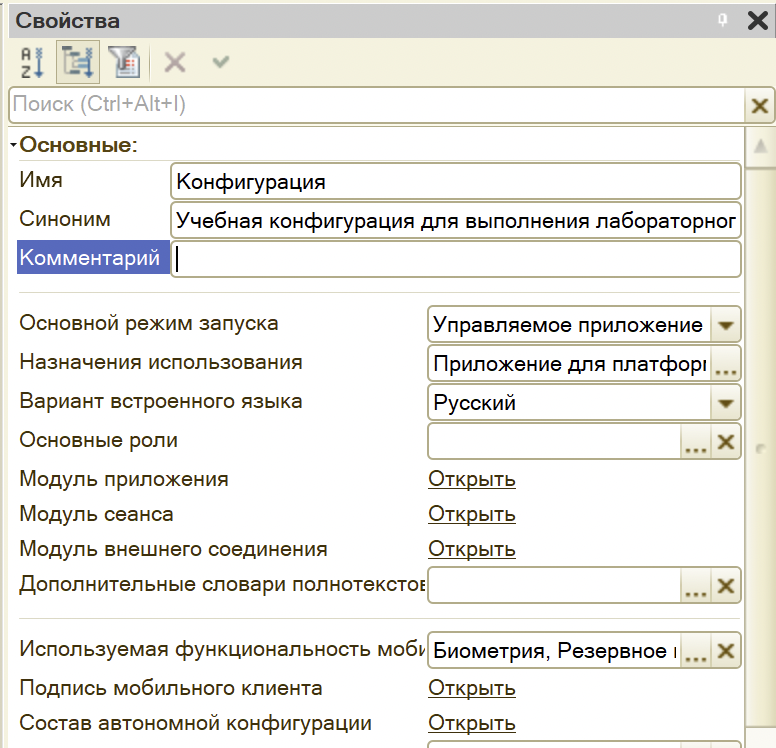 Свойства
Поиск (Ctrl+Alt+I)
Основные:
Имя Конфигурация
Синоним Учебная конфигурация для выполнения лабораторног
Комментарий
Основной режим запуска Управляемое приложение
Назначения использования Приложение для платформ ...
Вариант встроенного языка Русский
Основные роли ...
Модуль приложения Открыть
Модуль сеанса Открыть
Модуль внешнего соединения Открыть
Дополнительные словари полнотекстов ...
Используемая функциональность моби Биометрия, Резервное ...
Подпись мобильного клиента Открыть
Состав автономной конфигурации Открыть